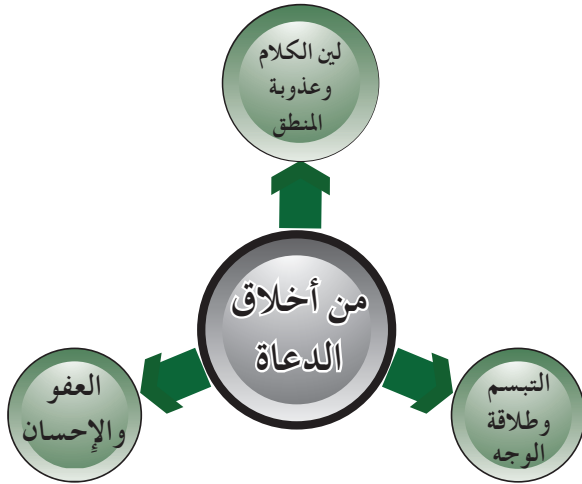 لين الكلام
وعذوبة
المنطق
من أخلاق
الدعاة
التبسم
وطلاقة
الوجه
العفو
والإحسان